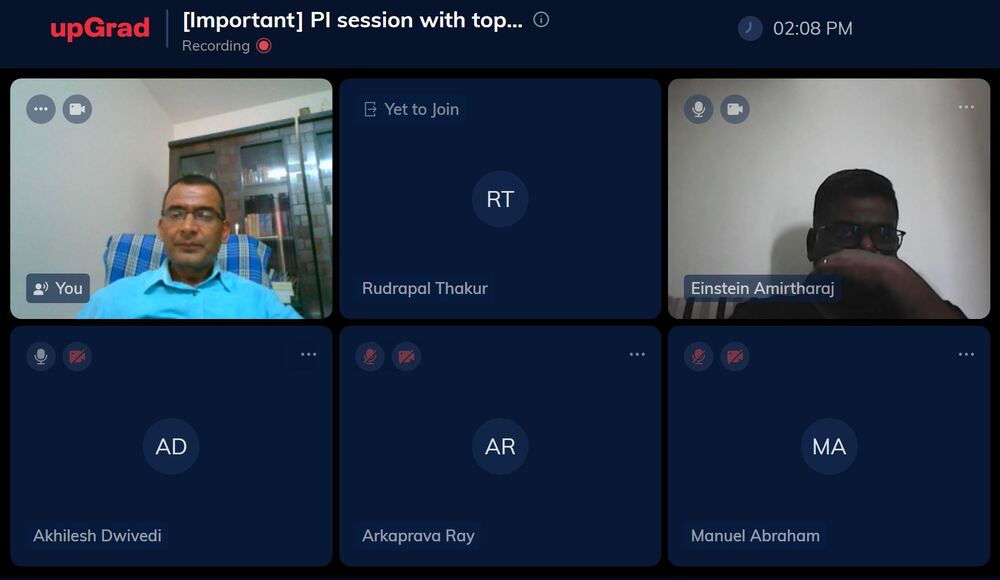 upGrad
[Important] PI session with top...
Recording
02:08 PM
You
Yet to Join
RT
Rudrapal Thakur
Einstein Amirtharaj
AD
Akhilesh Dwivedi
AR
Arkaprava Ray
MA
Manuel Abraham